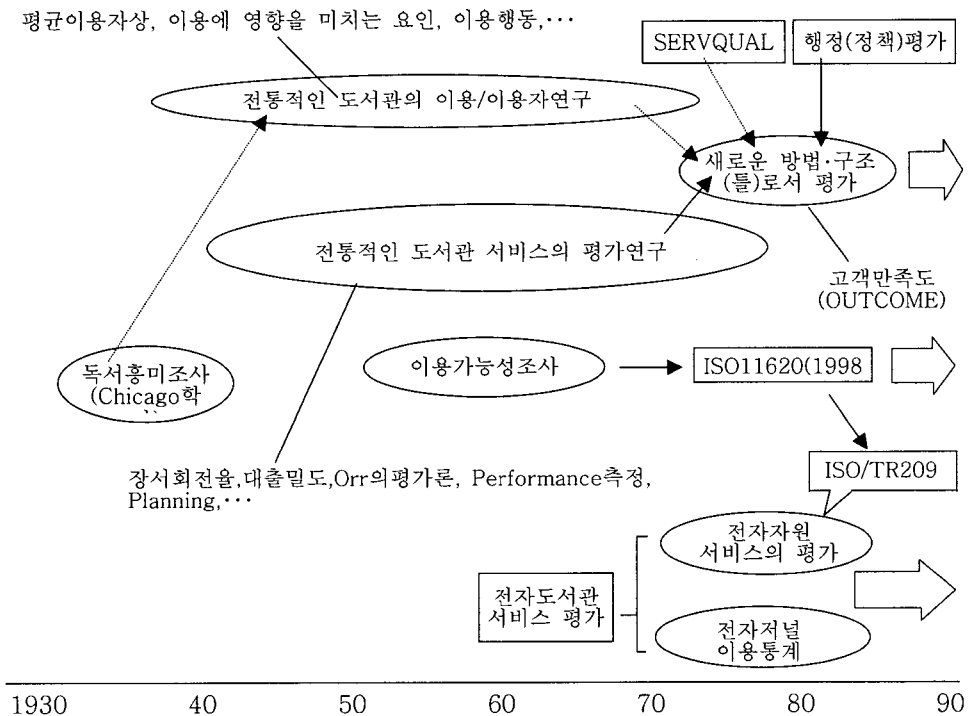 평균이용자상, 이용에 영향을 미치는 요인, 이용행동,···
SERVQUAL
행정(정책)평가
전통적인 도서관의 이용/이용자연구
새로운 방법·구조
(틀)로서 평가
전통적인 도서관 서비스의 평가연구
고객만족도
(OUTCOME)
독서흥미조사
(Chicago학
이용가능성조사
ISO11620(1998
장서회전율,대출밀도,Orr의평가론, Performance측정,
Planning,···
ISO/TR209
전자자원
서비스의 평가
전자도서관
서비스 평가
전자저널
이용통계
1930 40 50 60 70 80 90